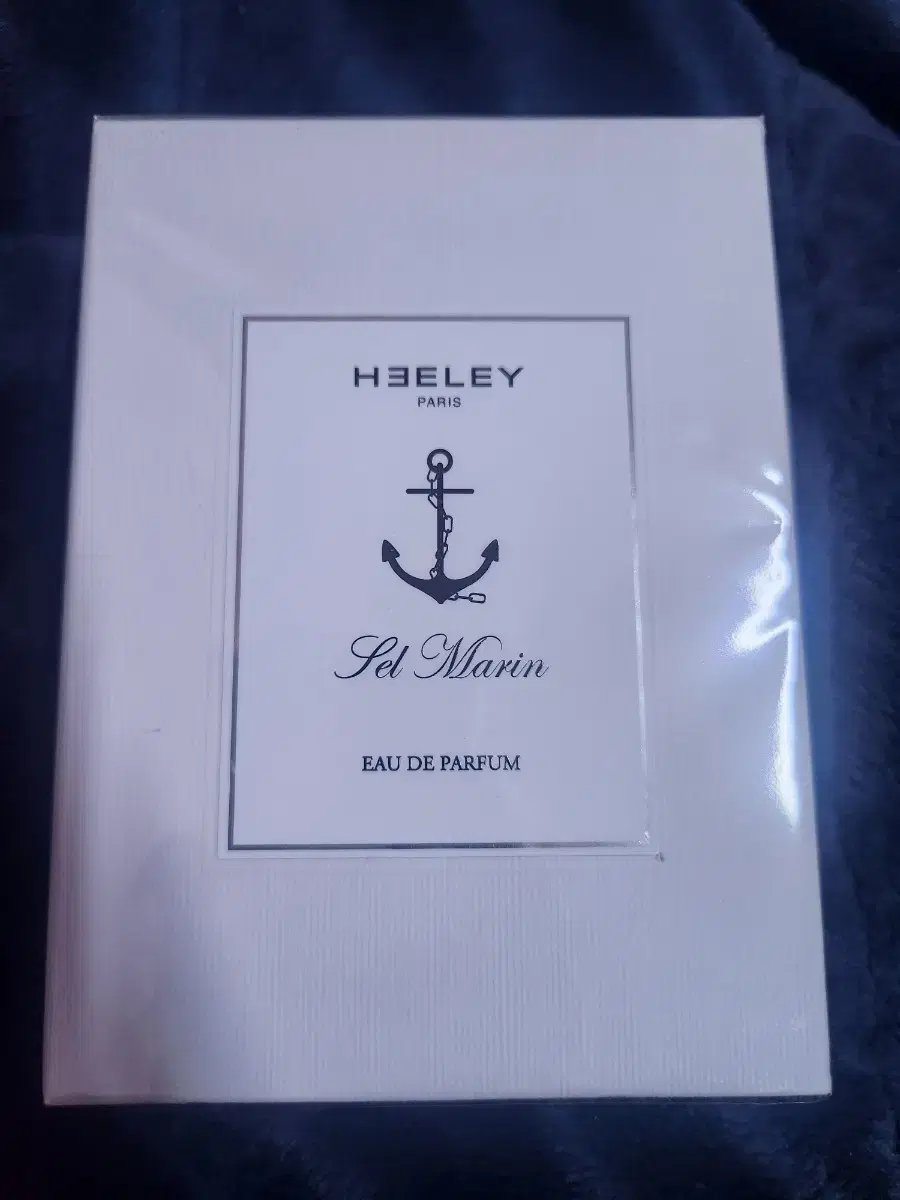 HEELEY
PARIS
Sel Marin
EAU DE PARFUM